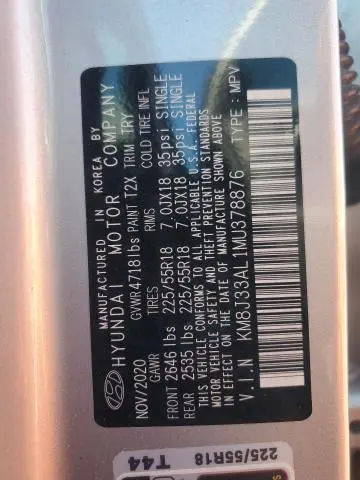 MANUFACTURED IN KOREA BY
HYUNDAI MOTOR COMPANY
NOV/2020 GVWR4718lbs PAINT T2X TRIM TRY
GAWR TIRES RIMS COLD TIRE INFL
FRONT 2646 lbs 225/55R18 7.0JX18 35psi SINGLE
REAR 2535 lbs 225/55R18 7.0JX18 35psi SINGLE
THIS VEHICLE CONFORMS TO ALL APPLICABLE U.S.A. FEDERAL
MOTOR VEHICLE SAFETY AND THEFT PREVENTION STANDARDS
IN EFFECT ON THE DATE OF MANUFACTURE SHOWN ABOVE
V.I.N KM8J33AL1MU378876 TYPE: MPV
225/55R18
T44